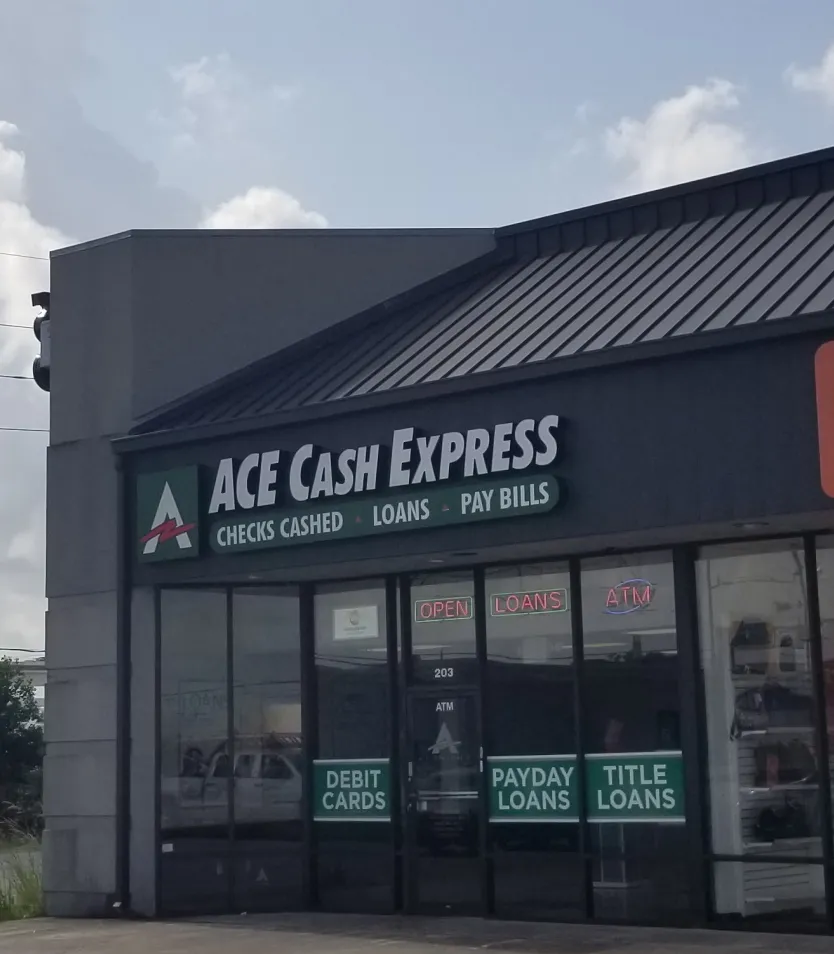 A
ACE CASH EXPRESS
CHECKS CASHED LOANS PAY BILLS
OPEN
LOANS
ATM
203
ATM
DEBIT
CARDS
PAYDAY
LOANS
TITLE
LOANS